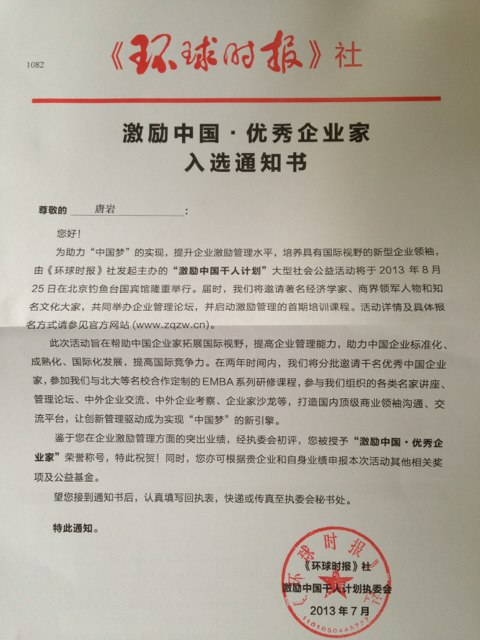 1082
《环球时报》社
激励中国·优秀企业家
入选通知书
尊敬的 唐岩 ：
您好！
为助力“中国梦”的实现，提升企业激励管理水平，培养具有国际视野的新型企业领袖，
由《环球时报》社发起主办的“激励中国千人计划”大型社会公益活动将于 2013 年 8 月
25 日在北京钓鱼台国宾馆隆重举行。届时，我们将邀请著名经济学家、商界领军人物和知
名文化大家，共同举办企业管理论坛，并启动激励管理的首期培训课程。活动详情及具体报
名方式请参见官方网站 (www.zqzw.cn)。
此次活动旨在帮助中国企业家拓展国际视野，提高企业管理能力，助力中国企业标准化、
成熟化、国际化发展，提高国际竞争力。在两年时间内，我们将分批邀请千名优秀中国企业
家，参加我们与北大等名校合作定制的 EMBA 系列研修课程，参与我们组织的各类名家讲座、
管理论坛、中外企业交流、中外企业考察、企业家沙龙等，打造国内顶级商业领袖沟通、交
流平台，让创新管理驱动成为实现“中国梦”的新引擎。
鉴于您在企业激励管理方面的突出业绩，经执委会初评，您被授予“激励中国·优秀企
业家”荣誉称号，特此祝贺！同时，您亦可根据贵企业和自身业绩申报本次活动其他相关奖
项及公益基金。
望您接到通知书后，认真填写回执表，快递或传真至执委会秘书处。
特此通知。
《环球时报》社
《环球时报》社
激励中国千人计划执委会
2013 年 7 月